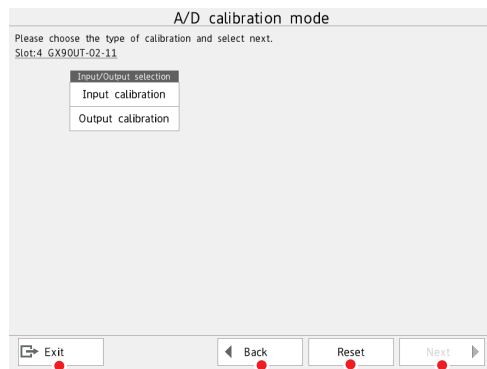 A/D calibration mode
Please choose the type of calibration and select next.
Slot:4 GX90UT-02-11
Input/Output selection
Input calibration
Output calibration
Exit
Back
Reset
Next